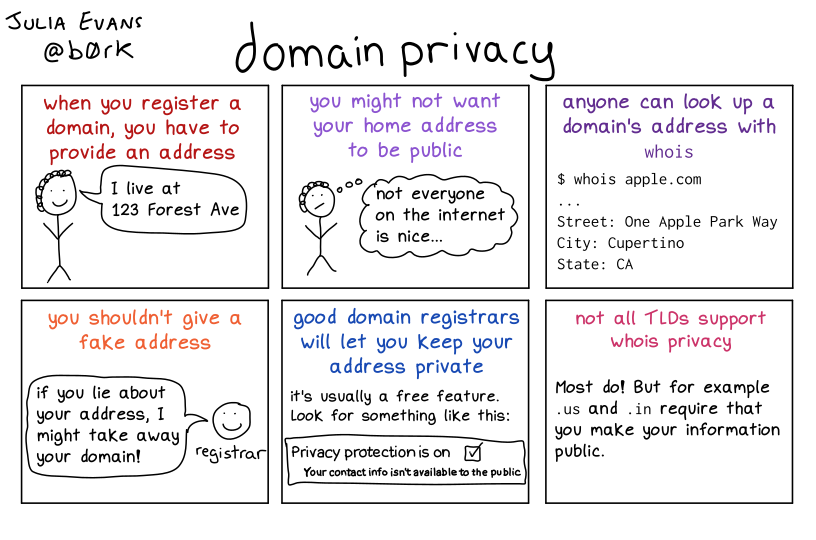 JULIA EVANS
@b0rk
domain privacy
when you register a
domain, you have to
provide an address
I live at
123 Forest Ave
you might not want
your home address
to be public
not everyone
on the internet
is nice...
anyone can look up a
domain's address with
whois
$ whois apple.com
...
Street: One Apple Park Way
City: Cupertino
State: CA
you shouldn't give a
fake address
if you lie about
your address, I
might take away
your domain!
registrar
good domain registrars
will let you keep your
address private
it's usually a free feature.
Look for something like this:
Privacy protection is on
Your contact info isn't available to the public
not all TLDs support
whois privacy
Most do! But for example
.us and .in require that
you make your information
public.